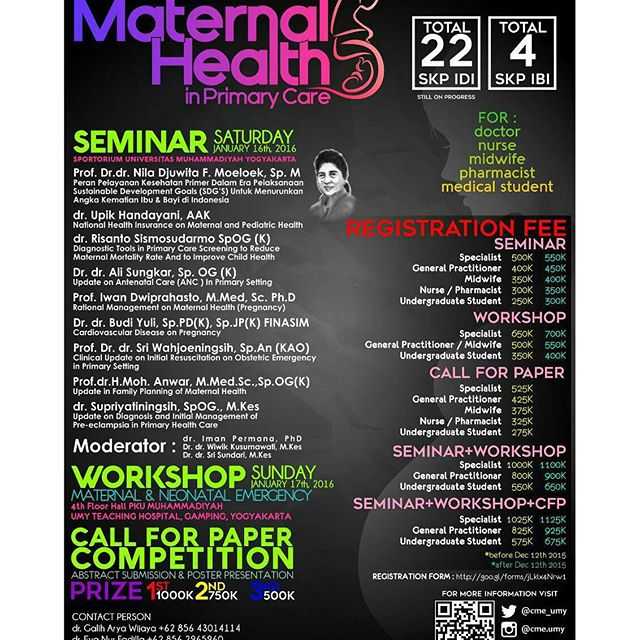 Maternal
Health
in Primary Care
TOTAL
22
SKP IDI
TOTAL
4
SKP IBI
STILL ON PROGRESS
FOR :
doctor
nurse
midwife
pharmacist
medical student
SEMINAR SATURDAY
JANUARY 16th, 2016
SPORTORIUM UNIVERSITAS MUHAMMADIYAH YOGYAKARTA
Prof. Dr.dr. Nila Djuwita F. Moeloek, Sp. M
Peran Pelayanan Kesehatan Primer Dalam Era Pelaksanaan
Sustainable Development Goals (SDG'S) Untuk Menurunkan
Angka Kematian Ibu & Bayi di Indonesia
dr. Upik Handayani, AAK
National Health Insurance on Maternal and Pediatric Health
dr. Risanto Sismosudarmo SpOG (K)
Diagnostic Tools in Primary Care Screening to Reduce
Maternal Mortality Rate And to Improve Child Health
Dr. dr. Ali Sungkar, Sp. OG (K)
Update on Antenatal Care (ANC ) In Primary Setting
Prof. Iwan Dwiprahasto, M.Med, Sc. Ph.D
Rational Management on Maternal Health (Pregnancy)
Dr. dr. Budi Yuli, Sp.PD(K), Sp.JP(K) FINASIM
Cardiovascular Disease on Pregnancy
Prof. Dr. dr. Sri Wahjoeningsih, Sp.An (KAO)
Clinical Update on Initial Resuscitation on Obstetric Emergency
in Primary Setting
Prof.dr.H.Moh. Anwar, M.Med.Sc.,Sp.OG(K)
Update in Family Planning of Maternal Health
dr. Supriyatiningsih, SpOG., M.Kes
Update on Diagnosis and Initial Management of
Pre-eclampsia in Primary Health Care
Moderator : dr. Iman Permana, PhD
dr. Dr. Wiwik Kusumawati, M.Kes
Dr. dr. Sri Sundari, M.Kes
WORKSHOP SUNDAY
JANUARY 17th, 2016
MATERNAL & NEONATAL EMERGENCY
4th Floor Hall PKU MUHAMMADIYAH
UMY TEACHING HOSPITAL, GAMPING, YOGYAKARTA
CALL FOR PAPER
COMPETITION
ABSTRACT SUBMISSION & POSTER PRESENTATION
PRIZE 1ST 1000K 2ND 750K 3RD 500K
CONTACT PERSON
dr. Galih Arya Wijaya +62 856 43014114
dr. Eva Nur Fadilla +62 856 2965960
REGISTRATION FEE
SEMINAR
Specialist 500K 550K
General Practitioner 400K 450K
Midwife 350K 400K
Nurse / Pharmacist 300K 350K
Undergraduate Student 250K 300K
WORKSHOP
Specialist 650K 700K
General Practitioner / Midwife 500K 550K
Undergraduate Student 350K 400K
CALL FOR PAPER
Specialist 525K
General Practitioner 425K
Midwife 375K
Nurse / Pharmacist 325K
Undergraduate Student 275K
SEMINAR+WORKSHOP
Specialist 1000K 1100K
General Practitioner 800K 900K
Undergraduate Student 550K 650K
SEMINAR+WORKSHOP+CFP
Specialist 1025K 1125K
General Practitioner 825K 925K
Undergraduate Student 575K 675K
*before Dec 12th 2015
*after Dec 12th 2015
REGISTRATION FORM : http://goo.gl/forms/jLklx4Nrw1
FOR MORE INFORMATION VISIT
@cme_umy
@cme.umy